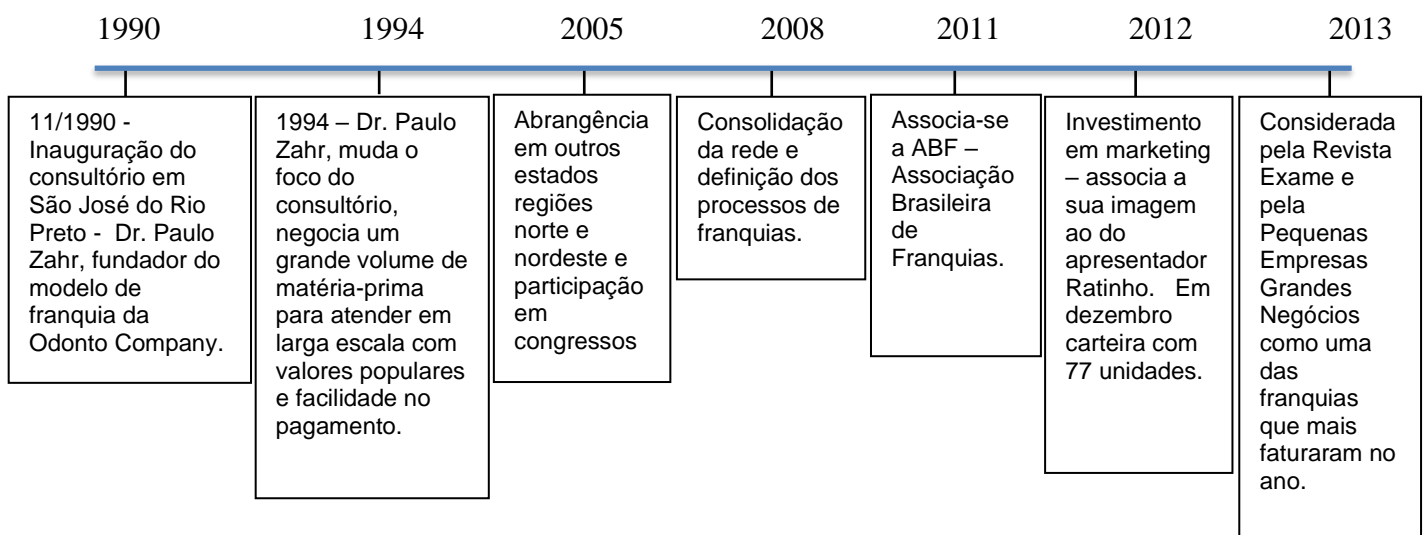 1990 1994 2005 2008 2011 2012 2013
11/1990 -
Inauguração do
consultório em
São José do Rio
Preto - Dr. Paulo
Zahr, fundador do
modelo de
franquia da
Odonto Company.
1994 – Dr. Paulo
Zahr, muda o
foco do
consultório,
negocia um
grande volume de
matéria-prima
para atender em
larga escala com
valores populares
e facilidade no
pagamento.
Abrangência
em outros
estados
regiões
norte e
nordeste e
participação
em
congressos
Consolidação
da rede e
definição dos
processos de
franquias.
Associa-se
a ABF –
Associação
Brasileira
de
Franquias.
Investimento
em marketing
– associa a
sua imagem
ao do
apresentador
Ratinho. Em
dezembro
carteira com
77 unidades.
Considerada
pela Revista
Exame e
pela
Pequenas
Empresas
Grandes
Negócios
como uma
das
franquias
que mais
faturaram no
ano.